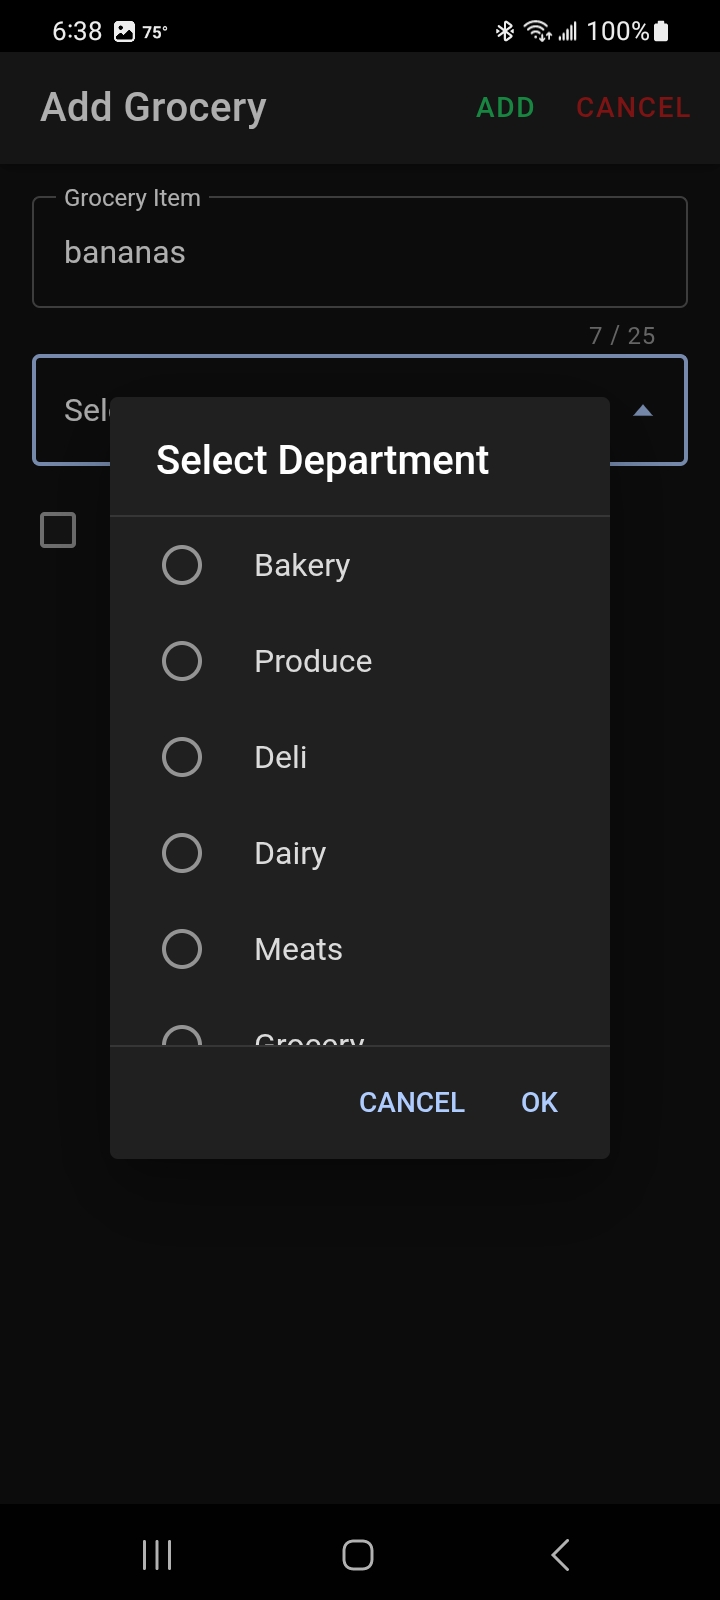 6:38 75° 100%
Add Grocery ADD CANCEL
Grocery Item
bananas
7 / 25
Select Department
Bakery
Produce
Deli
Dairy
Meats
Grocery
CANCEL OK